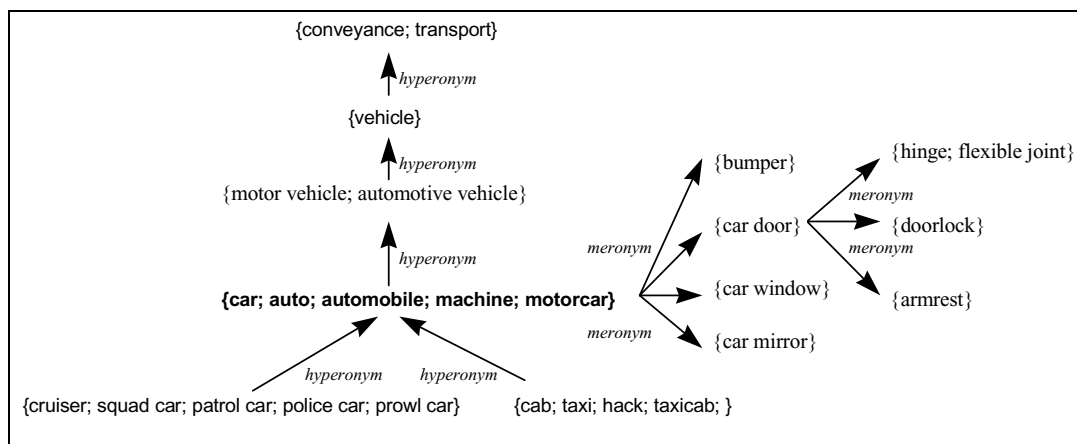 {conveyance; transport}
hyperonym
{vehicle}
hyperonym
{motor vehicle; automotive vehicle}
hyperonym
{car; auto; automobile; machine; motorcar}
hyperonym
hyperonym
{cruiser; squad car; patrol car; police car; prowl car}
{cab; taxi; hack; taxicab; }
meronym
meronym
{bumper}
{car door}
{car window}
{car mirror}
meronym
meronym
{hinge; flexible joint}
{doorlock}
{armrest}